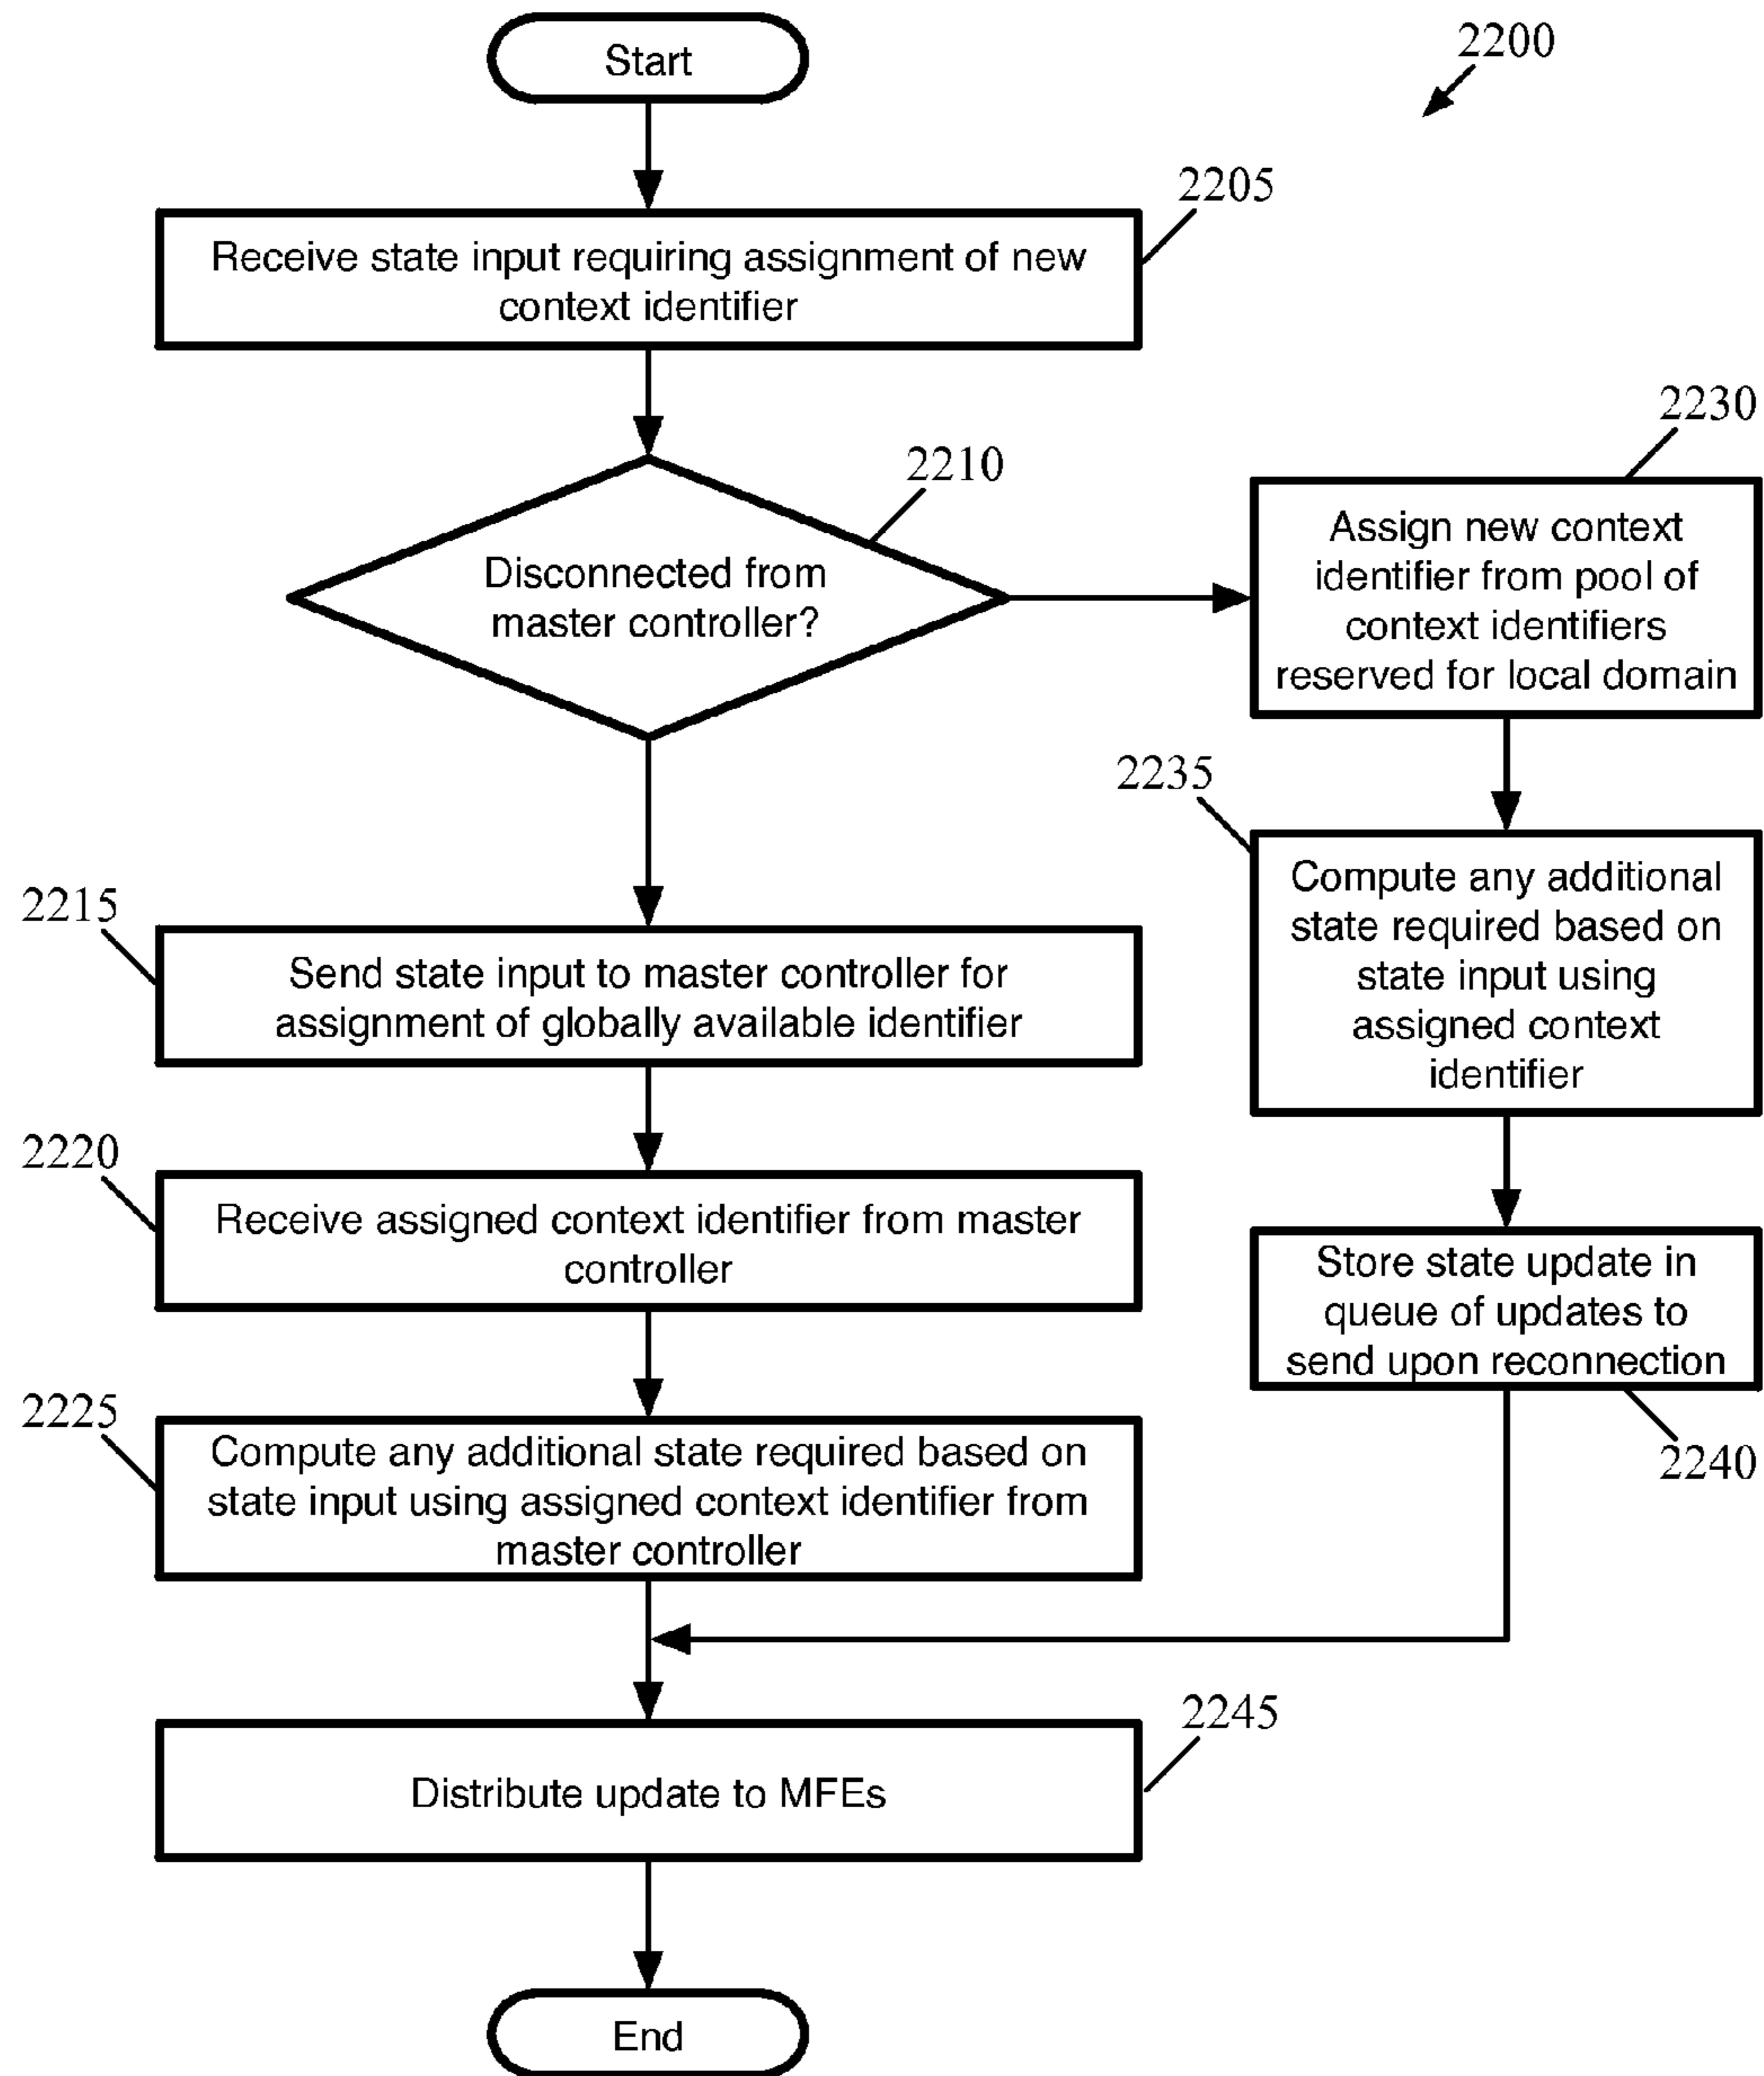 Start
2200
2205
Receive state input requiring assignment of new
context identifier
2210
Disconnected from
master controller?
2230
Assign new context
identifier from pool of
context identifiers
reserved for local domain
2235
Compute any additional
state required based on
state input using
assigned context
identifier
2215
Send state input to master controller for
assignment of globally available identifier
2220
Receive assigned context identifier from master
controller
Store state update in
queue of updates to
send upon reconnection
2240
2225
Compute any additional state required based on
state input using assigned context identifier from
master controller
2245
Distribute update to MFEs
End